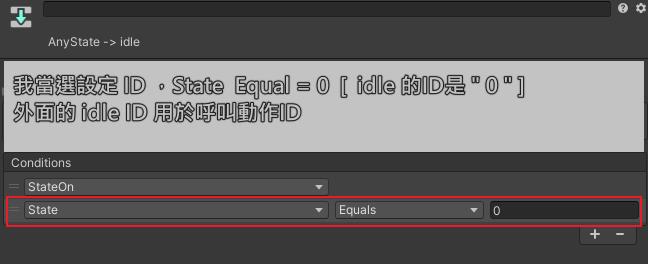 AnyState -> idle
我當選設定 ID ，State Equal = 0 [ idle 的ID是 " 0 " ]
外面的 idle ID 用於呼叫動作ID
Conditions
StateOn
State Equals 0
+ -